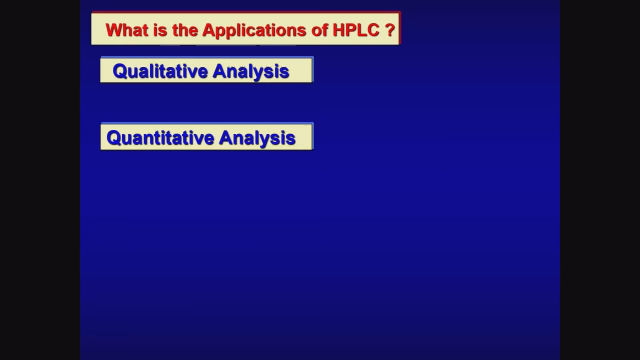 What is the Applications of HPLC ?
Qualitative Analysis
Quantitative Analysis